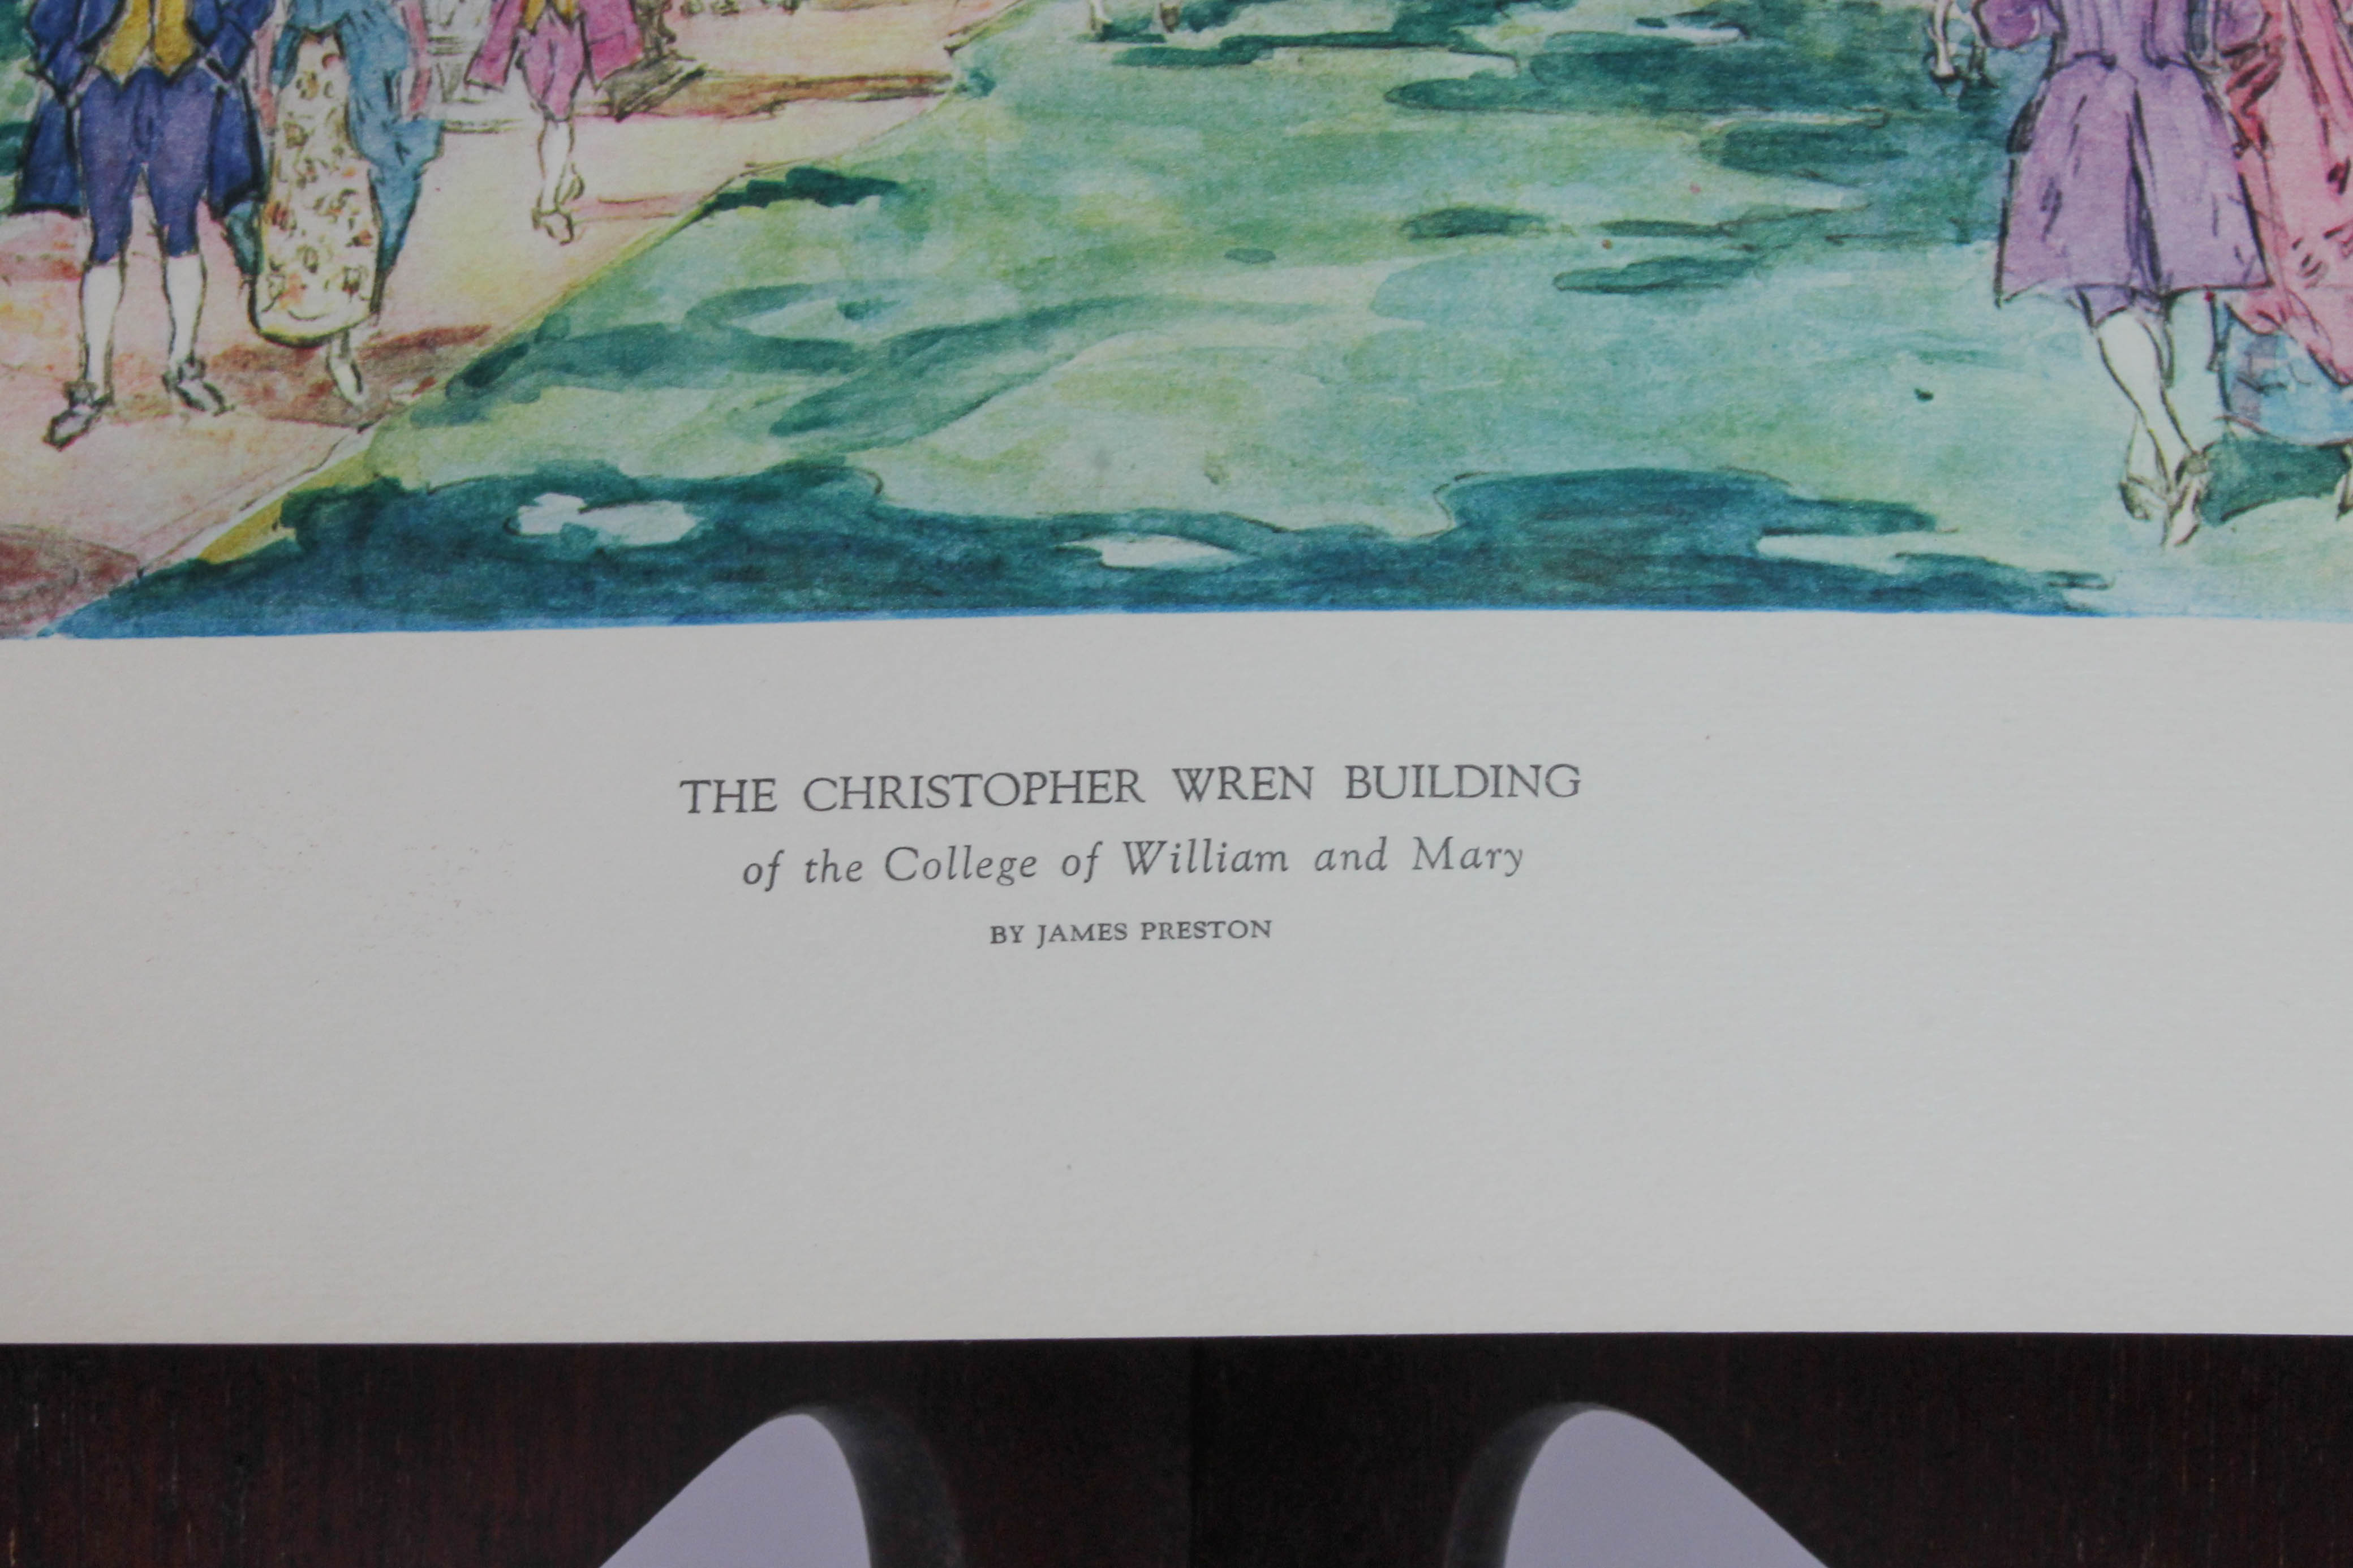 THE CHRISTOPHER WREN BUILDING
of the College of William and Mary
BY JAMES PRESTON